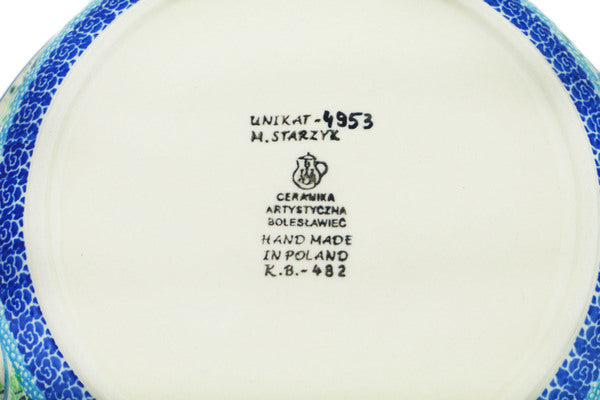 UNIKAT-4953
M. STARZYK
CERAMIKA
ARTYSTYCZNA
BOLESŁAWIEC
HAND MADE
IN POLAND
K.B.-482